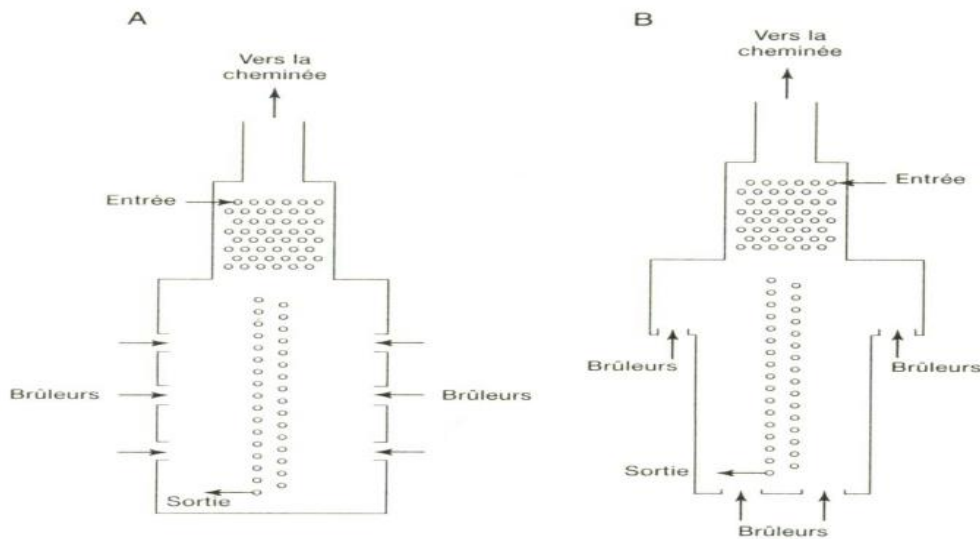 A
Vers la
cheminée
Entrée
Brûleurs
Brûleurs
Sortie
B
Vers la
cheminée
Entrée
Brûleurs
Brûleurs
Sortie
Brûleurs